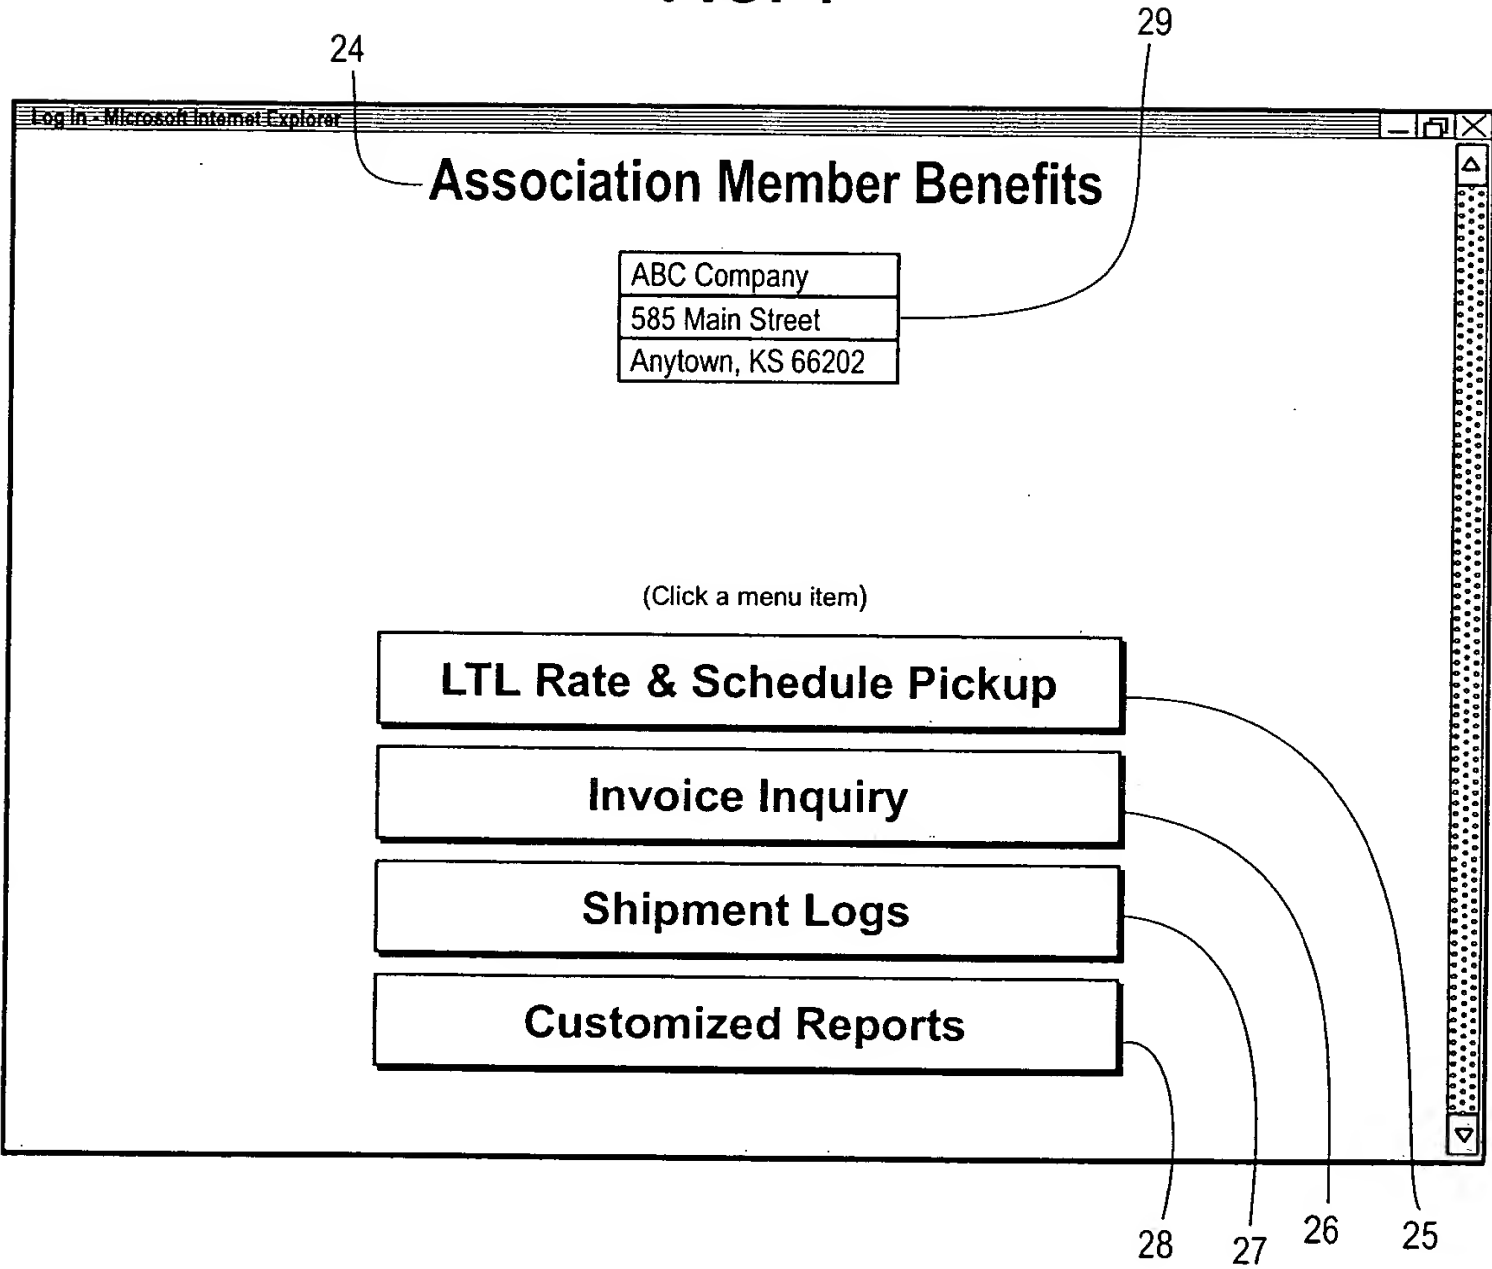 24
29
Log In - Microsoft Internet Explorer
Association Member Benefits
ABC Company
585 Main Street
Anytown, KS 66202
(Click a menu item)
LTL Rate & Schedule Pickup
Invoice Inquiry
Shipment Logs
Customized Reports
28
27
26
25